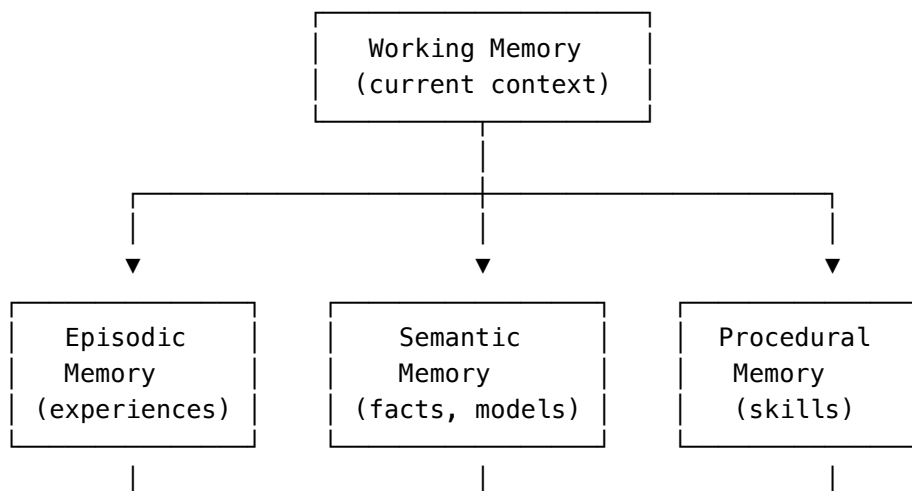 Working Memory
(current context)
Episodic
Memory
(experiences)
Semantic
Memory
(facts, models)
Procedural
Memory
(skills)